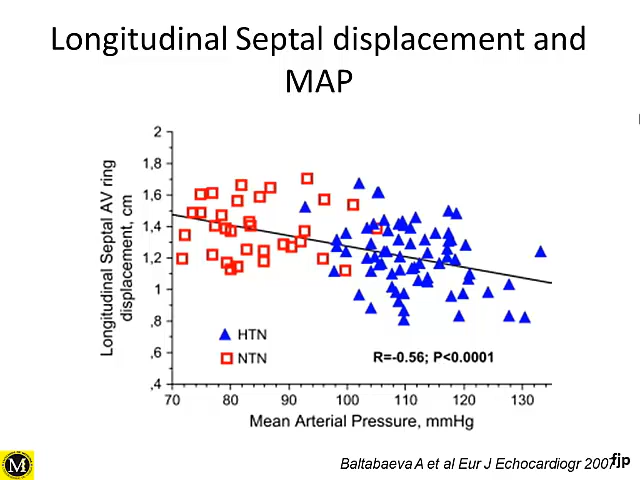 Longitudinal Septal displacement and
MAP
Longitudinal Septal AV ring
displacement, cm
2
1,8
1,6
1,4
1,2
1
,8
,6
,4
HTN
NTN
R=-0.56; P<0.0001
70 80 90 100 110 120 130
Mean Arterial Pressure, mmHg
M
Baltabaeva A et al Eur J Echocardiogr 2007
fjp